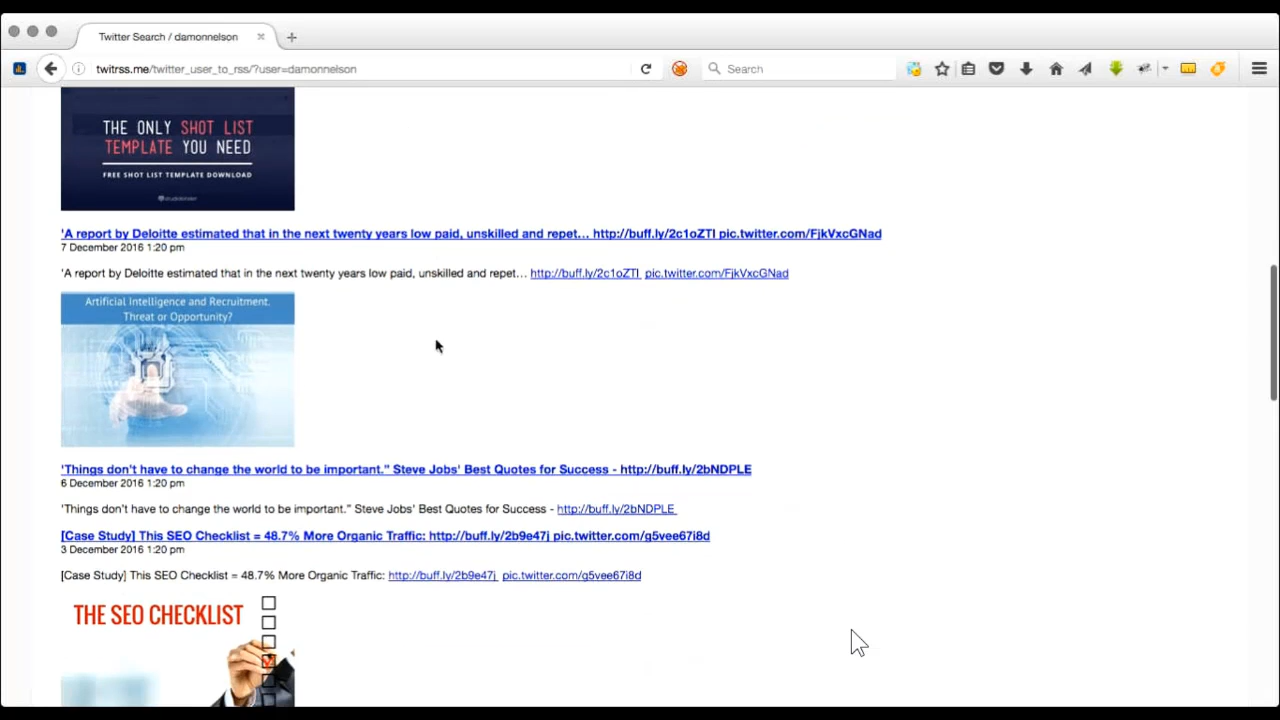 Twitter Search / damonnelson
twitrss.me/twitter_user_to_rss/?user=damonnelson
Search
THE ONLY SHOT LIST
TEMPLATE YOU NEED
FREE SHOT LIST TEMPLATE DOWNLOAD
studiobinder
'A report by Deloitte estimated that in the next twenty years low paid, unskilled and repet... http://buff.ly/2c1oZTI pic.twitter.com/FjkVxcGNad
7 December 2016 1:20 pm
'A report by Deloitte estimated that in the next twenty years low paid, unskilled and repet... http://buff.ly/2c1oZTI pic.twitter.com/FjkVxcGNad
Artificial Intelligence and Recruitment.
Threat or Opportunity?
'Things don't have to change the world to be important." Steve Jobs' Best Quotes for Success - http://buff.ly/2bNDPLE
6 December 2016 1:20 pm
'Things don't have to change the world to be important." Steve Jobs' Best Quotes for Success - http://buff.ly/2bNDPLE
[Case Study] This SEO Checklist = 48.7% More Organic Traffic: http://buff.ly/2b9e47j pic.twitter.com/g5vee67i8d
3 December 2016 1:20 pm
[Case Study] This SEO Checklist = 48.7% More Organic Traffic: http://buff.ly/2b9e47j pic.twitter.com/g5vee67i8d
THE SEO CHECKLIST